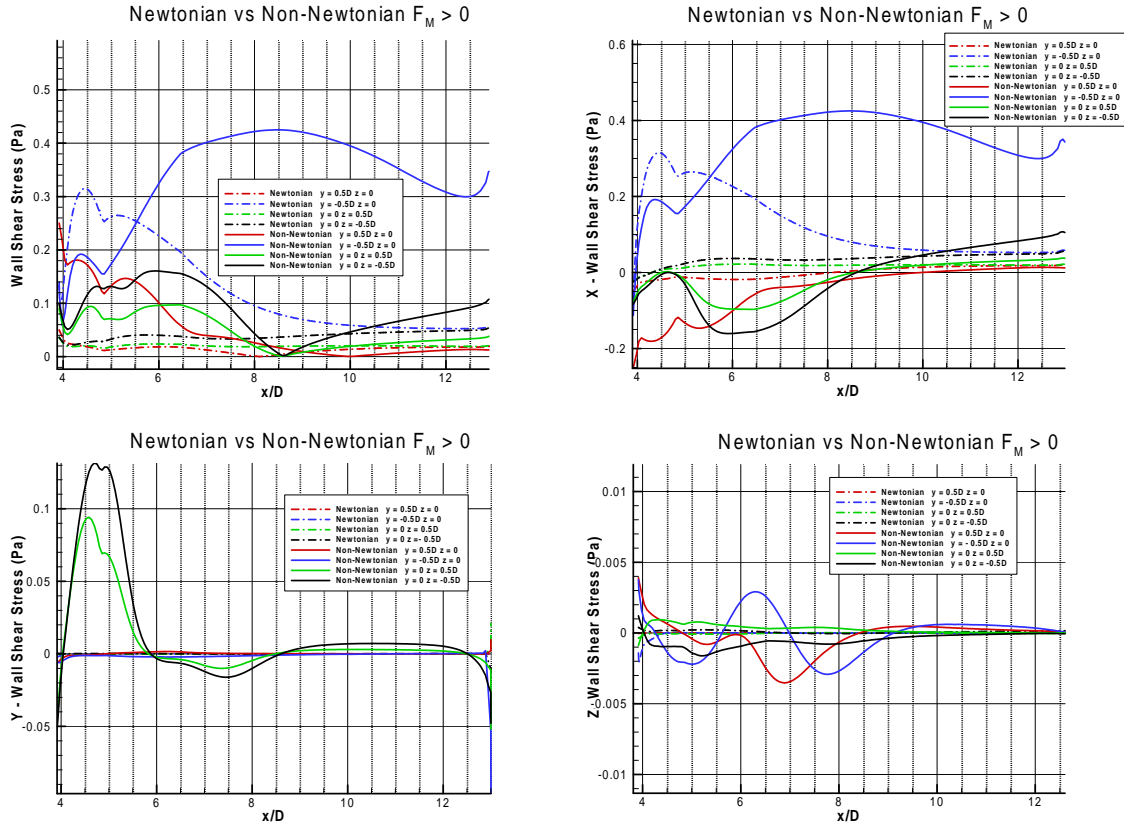 Newtonian vs Non-Newtonian F_M > 0
Wall Shear Stress (Pa)
0.5
0.4
0.3
0.2
0.1
0
Newtonian y = 0.5D z = 0
Newtonian y = -0.5D z = 0
Newtonian y = 0 z = 0.5D
Newtonian y = 0 z = -0.5D
Non-Newtonian y = 0.5D z = 0
Non-Newtonian y = -0.5D z = 0
Non-Newtonian y = 0 z = 0.5D
Non-Newtonian y = 0 z = -0.5D
4 6 8 10 12
x/D
Newtonian vs Non-Newtonian F_M > 0
X - Wall Shear Stress (Pa)
0.6
0.4
0.2
0
-0.2
Newtonian y = 0.5D z = 0
Newtonian y = -0.5D z = 0
Newtonian y = 0 z = 0.5D
Newtonian y = 0 z = -0.5D
Non-Newtonian y = 0.5D z = 0
Non-Newtonian y = -0.5D z = 0
Non-Newtonian y = 0 z = 0.5D
Non-Newtonian y = 0 z = -0.5D
4 6 8 10 12
x/D
Newtonian vs Non-Newtonian F_M > 0
Y - Wall Shear Stress (Pa)
0.1
0.05
0
-0.05
Newtonian y = 0.5D z = 0
Newtonian y = -0.5D z = 0
Newtonian y = 0 z = 0.5D
Newtonian y = 0 z = - 0.5D
Non-Newtonian y = 0.5D z = 0
Non-Newtonian y = -0.5D z = 0
Non-Newtonian y = 0 z = 0.5D
Non-Newtonian y = 0 z = -0.5D
4 6 8 10 12
x/D
Newtonian vs Non-Newtonian F_M > 0
Z - Wall Shear Stress (Pa)
0.01
0.005
0
-0.005
-0.01
Newtonian y = 0.5D z = 0
Newtonian y = -0.5D z = 0
Newtonian y = 0 z = 0.5D
Newtonian y = 0 z = -0.5D
Non-Newtonian y = 0.5D z = 0
Non-Newtonian y = - 0.5D z = 0
Non-Newtonian y = 0 z = 0.5D
Non-Newtonian y = 0 z = -0.5D
4 6 8 10 12
x/D